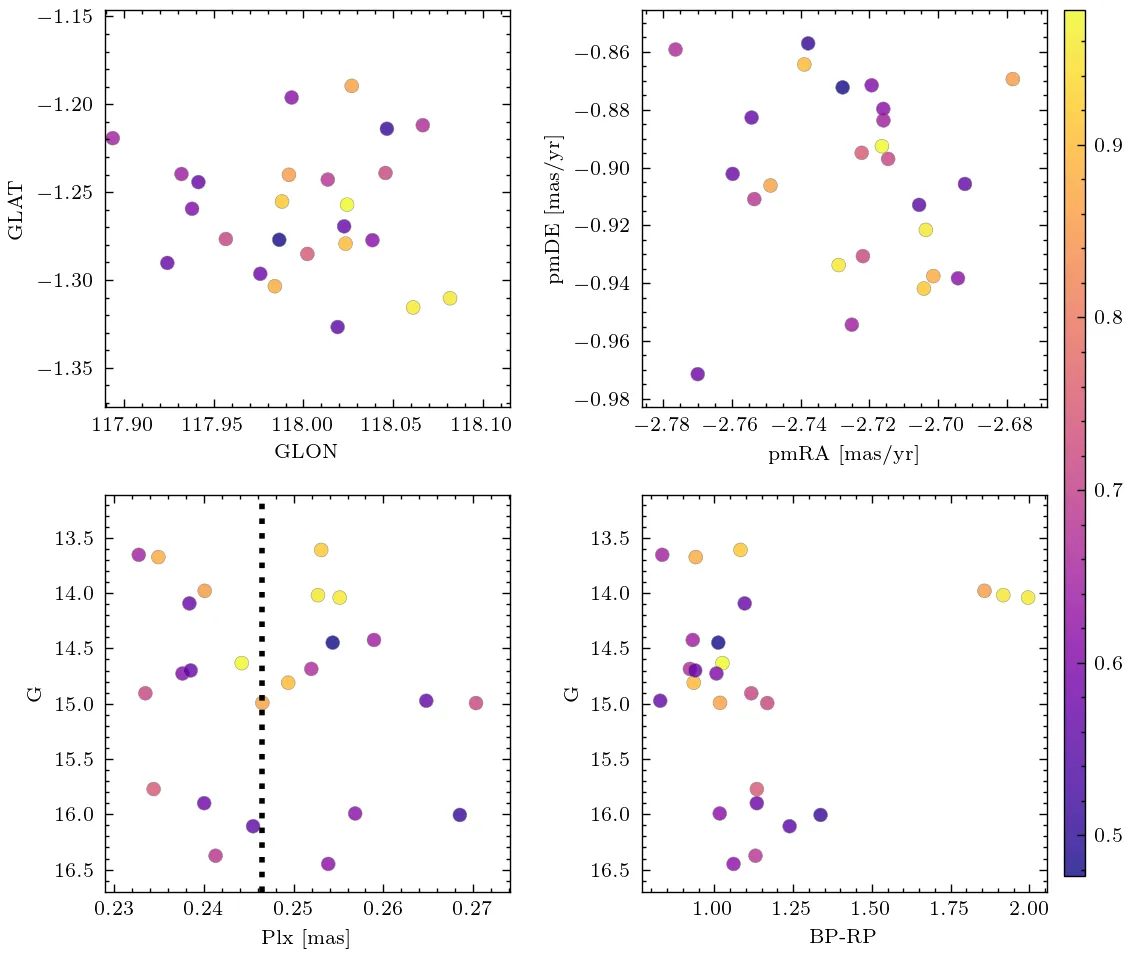 −1.15
−1.20
−1.25
−1.30
−1.35
GLAT
117.90 117.95 118.00 118.05 118.10
GLON
−0.86
−0.88
−0.90
−0.92
−0.94
−0.96
−0.98
pmDE [mas/yr]
−2.78 −2.76 −2.74 −2.72 −2.70 −2.68
pmRA [mas/yr]
0.9
0.8
0.7
0.6
0.5
13.5
14.0
14.5
15.0
15.5
16.0
16.5
G
0.23 0.24 0.25 0.26 0.27
Plx [mas]
13.5
14.0
14.5
15.0
15.5
16.0
16.5
G
1.00 1.25 1.50 1.75 2.00
BP-RP